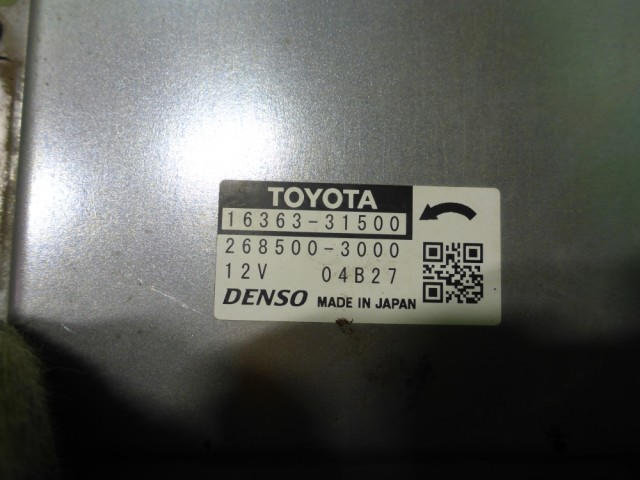 TOYOTA
16363-31500
268500-3000
12V 04B27
DENSO MADE IN JAPAN